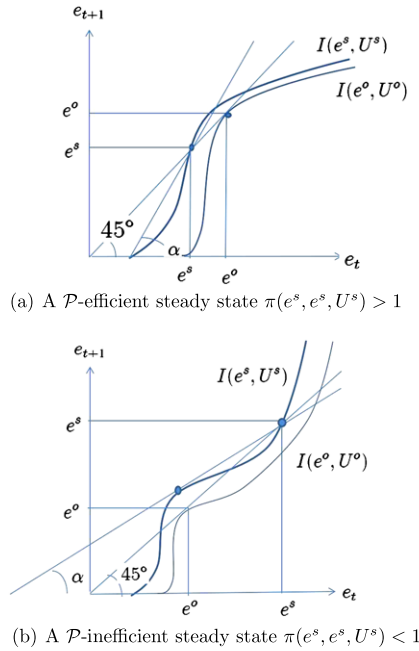 e_{t+1}
I(e^s, U^s)
I(e^o, U^o)
e^o
e^s
45°
α
e^s
e^o
e_t
(a) A 𝒫-efficient steady state π(e^s, e^s, U^s) > 1
e_{t+1}
I(e^s, U^s)
e^s
I(e^o, U^o)
e^o
α
45°
e^o
e^s
e_t
(b) A 𝒫-inefficient steady state π(e^s, e^s, U^s) < 1